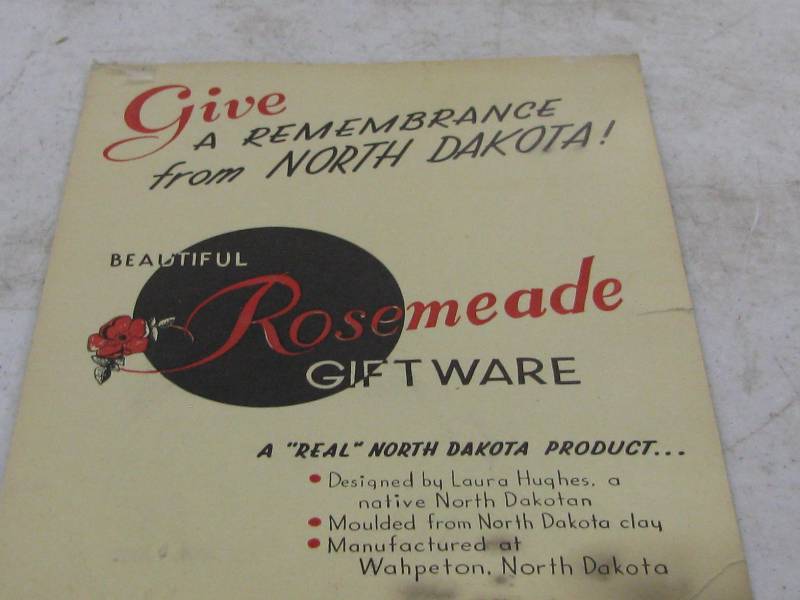 Give
A REMEMBRANCE
from NORTH DAKOTA!
BEAUTIFUL
Rosemeade
GIFTWARE
A "REAL" NORTH DAKOTA PRODUCT...
• Designed by Laura Hughes, a
native North Dakotan
• Moulded from North Dakota clay
• Manufactured at
Wahpeton, North Dakota